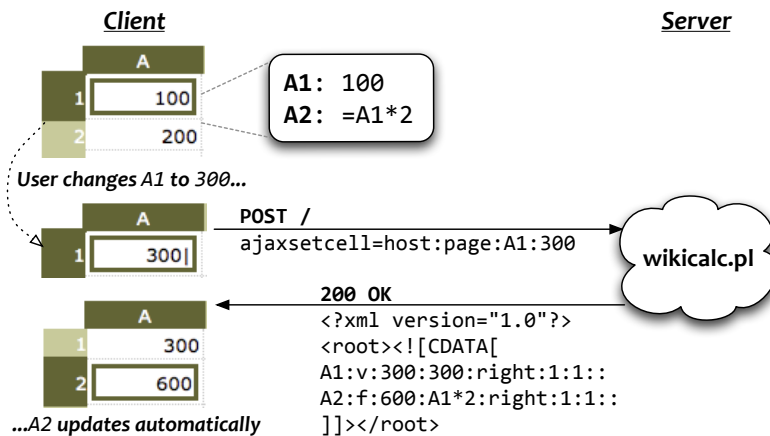 Client
Server
A
1 100
2 200
A1: 100
A2: =A1*2
User changes A1 to 300...
A
1 300
POST /
ajaxsetcell=host:page:A1:300
wikicalc.pl
200 OK
<?xml version="1.0"?>
<root><![CDATA[
A1:v:300:300:right:1:1::
A2:f:600:A1*2:right:1:1::
]]></root>
A
1 300
2 600
...A2 updates automatically